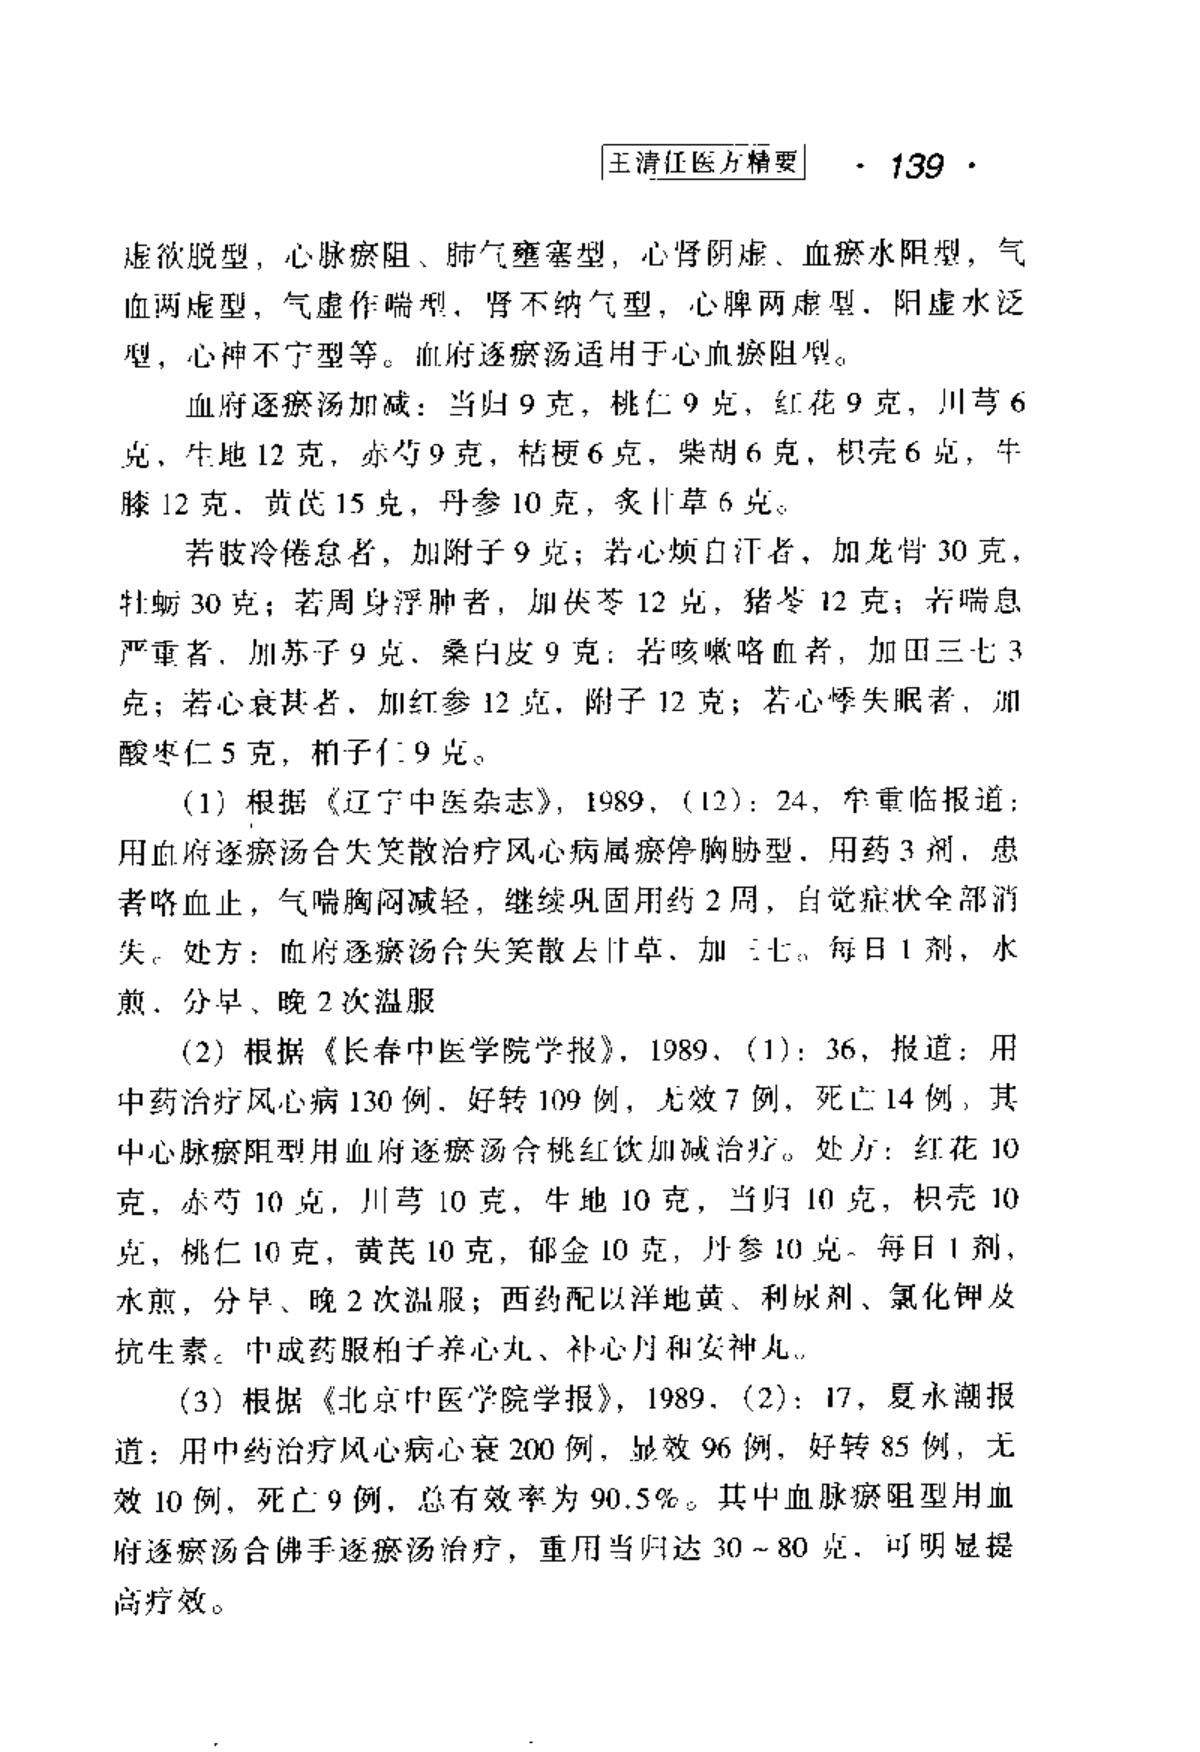 王清任医方精要 · 139 ·
虚欲脱型，心脉瘀阻、肺气壅塞型，心肾阴虚、血瘀水阻型，气
血两虚型，气虚作喘型，肾不纳气型，心脾两虚型，阳虚水泛
型，心神不宁型等。血府逐瘀汤适用于心血瘀阻型。
血府逐瘀汤加减：当归 9 克，桃仁 9 克，红花 9 克，川芎 6
克，生地 12 克，赤芍 9 克，桔梗 6 克，柴胡 6 克，枳壳 6 克，牛
膝 12 克，黄芪 15 克，丹参 10 克，炙甘草 6 克。
若肢冷倦怠者，加附子 9 克；若心烦自汗者，加龙骨 30 克，
牡蛎 30 克；若周身浮肿者，加茯苓 12 克，猪苓 12 克；若喘息
严重者，加苏子 9 克，桑白皮 9 克；若咳嗽咯血者，加田三七 3
克；若心衰甚者，加红参 12 克，附子 12 克；若心悸失眠者，加
酸枣仁 5 克，柏子仁 9 克。
(1) 根据《辽宁中医杂志》，1989，(12)：24，牟重临报道：
用血府逐瘀汤合失笑散治疗风心病属瘀停胸胁型，用药 3 剂，患
者咯血止，气喘胸闷减轻，继续巩固用药 2 周，自觉症状全部消
失。处方：血府逐瘀汤合失笑散去甘草，加三七。每日 1 剂，水
煎，分早、晚 2 次温服
(2) 根据《长春中医学院学报》，1989，(1)：36，报道：用
中药治疗风心病 130 例，好转 109 例，无效 7 例，死亡 14 例。其
中心脉瘀阻型用血府逐瘀汤合桃红饮加减治疗。处方：红花 10
克，赤芍 10 克，川芎 10 克，生地 10 克，当归 10 克，枳壳 10
克，桃仁 10 克，黄芪 10 克，郁金 10 克，丹参 10 克。每日 1 剂，
水煎，分早、晚 2 次温服；西药配以洋地黄、利尿剂、氯化钾及
抗生素。中成药服柏子养心丸、补心丹和安神丸。
(3) 根据《北京中医学院学报》，1989，(2)：17，夏永潮报
道：用中药治疗风心病心衰 200 例，显效 96 例，好转 85 例，无
效 10 例，死亡 9 例，总有效率为 90.5%。其中血脉瘀阻型用血
府逐瘀汤合佛手逐瘀汤治疗，重用当归达 30～80 克，可明显提
高疗效。